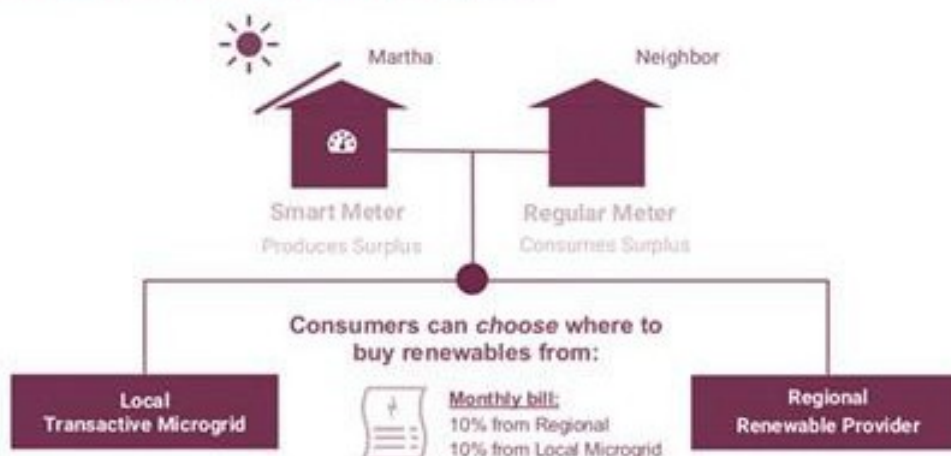 Martha
Neighbor
Smart Meter
Regular Meter
Produces Surplus
Consumes Surplus
Consumers can choose where to
buy renewables from:
Local
Transactive Microgrid
Monthly bill:
10% from Regional
10% from Local Microgrid
Regional
Renewable Provider